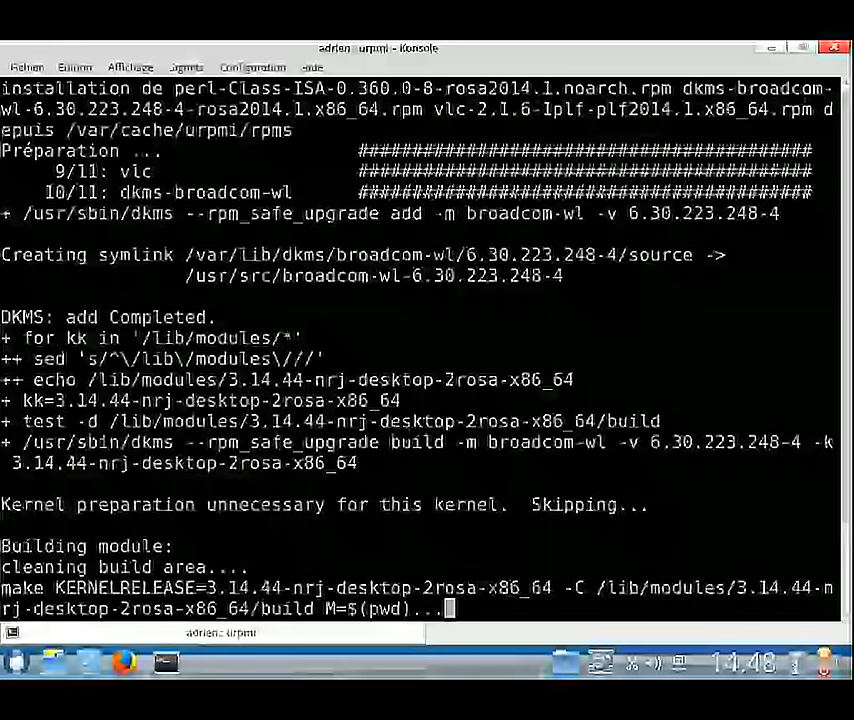 adrien : urpmi - Konsole
Fichier Edition Affichage Signets Configuration Aide
installation de perl-Class-ISA-0.360.0-8-rosa2014.1.noarch.rpm dkms-broadcom-
wl-6.30.223.248-4-rosa2014.1.x86_64.rpm vlc-2.1.6-1plf-plf2014.1.x86_64.rpm d
epuis /var/cache/urpmi/rpms
Préparation ... ##########################################
9/11: vlc ##########################################
10/11: dkms-broadcom-wl ##########################################
+ /usr/sbin/dkms --rpm_safe_upgrade add -m broadcom-wl -v 6.30.223.248-4
Creating symlink /var/lib/dkms/broadcom-wl/6.30.223.248-4/source ->
/usr/src/broadcom-wl-6.30.223.248-4
DKMS: add Completed.
+ for kk in '/lib/modules/*'
++ sed 's/^\/lib\/modules\///'
++ echo /lib/modules/3.14.44-nrj-desktop-2rosa-x86_64
+ kk=3.14.44-nrj-desktop-2rosa-x86_64
+ test -d /lib/modules/3.14.44-nrj-desktop-2rosa-x86_64/build
+ /usr/sbin/dkms --rpm_safe_upgrade build -m broadcom-wl -v 6.30.223.248-4 -k
3.14.44-nrj-desktop-2rosa-x86_64
Kernel preparation unnecessary for this kernel.  Skipping...
Building module:
cleaning build area....
make KERNELRELEASE=3.14.44-nrj-desktop-2rosa-x86_64 -C /lib/modules/3.14.44-n
rj-desktop-2rosa-x86_64/build M=$(pwd)...
adrien: urpmi
14:48